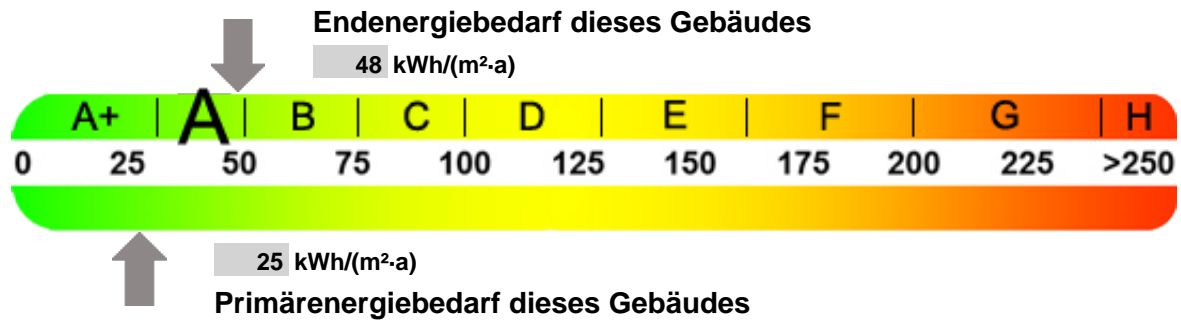 Endenergiebedarf dieses Gebäudes
48 kWh/(m²·a)
A+ | A | B | C | D | E | F | G | H
0 25 50 75 100 125 150 175 200 225 >250
25 kWh/(m²·a)
Primärenergiebedarf dieses Gebäudes